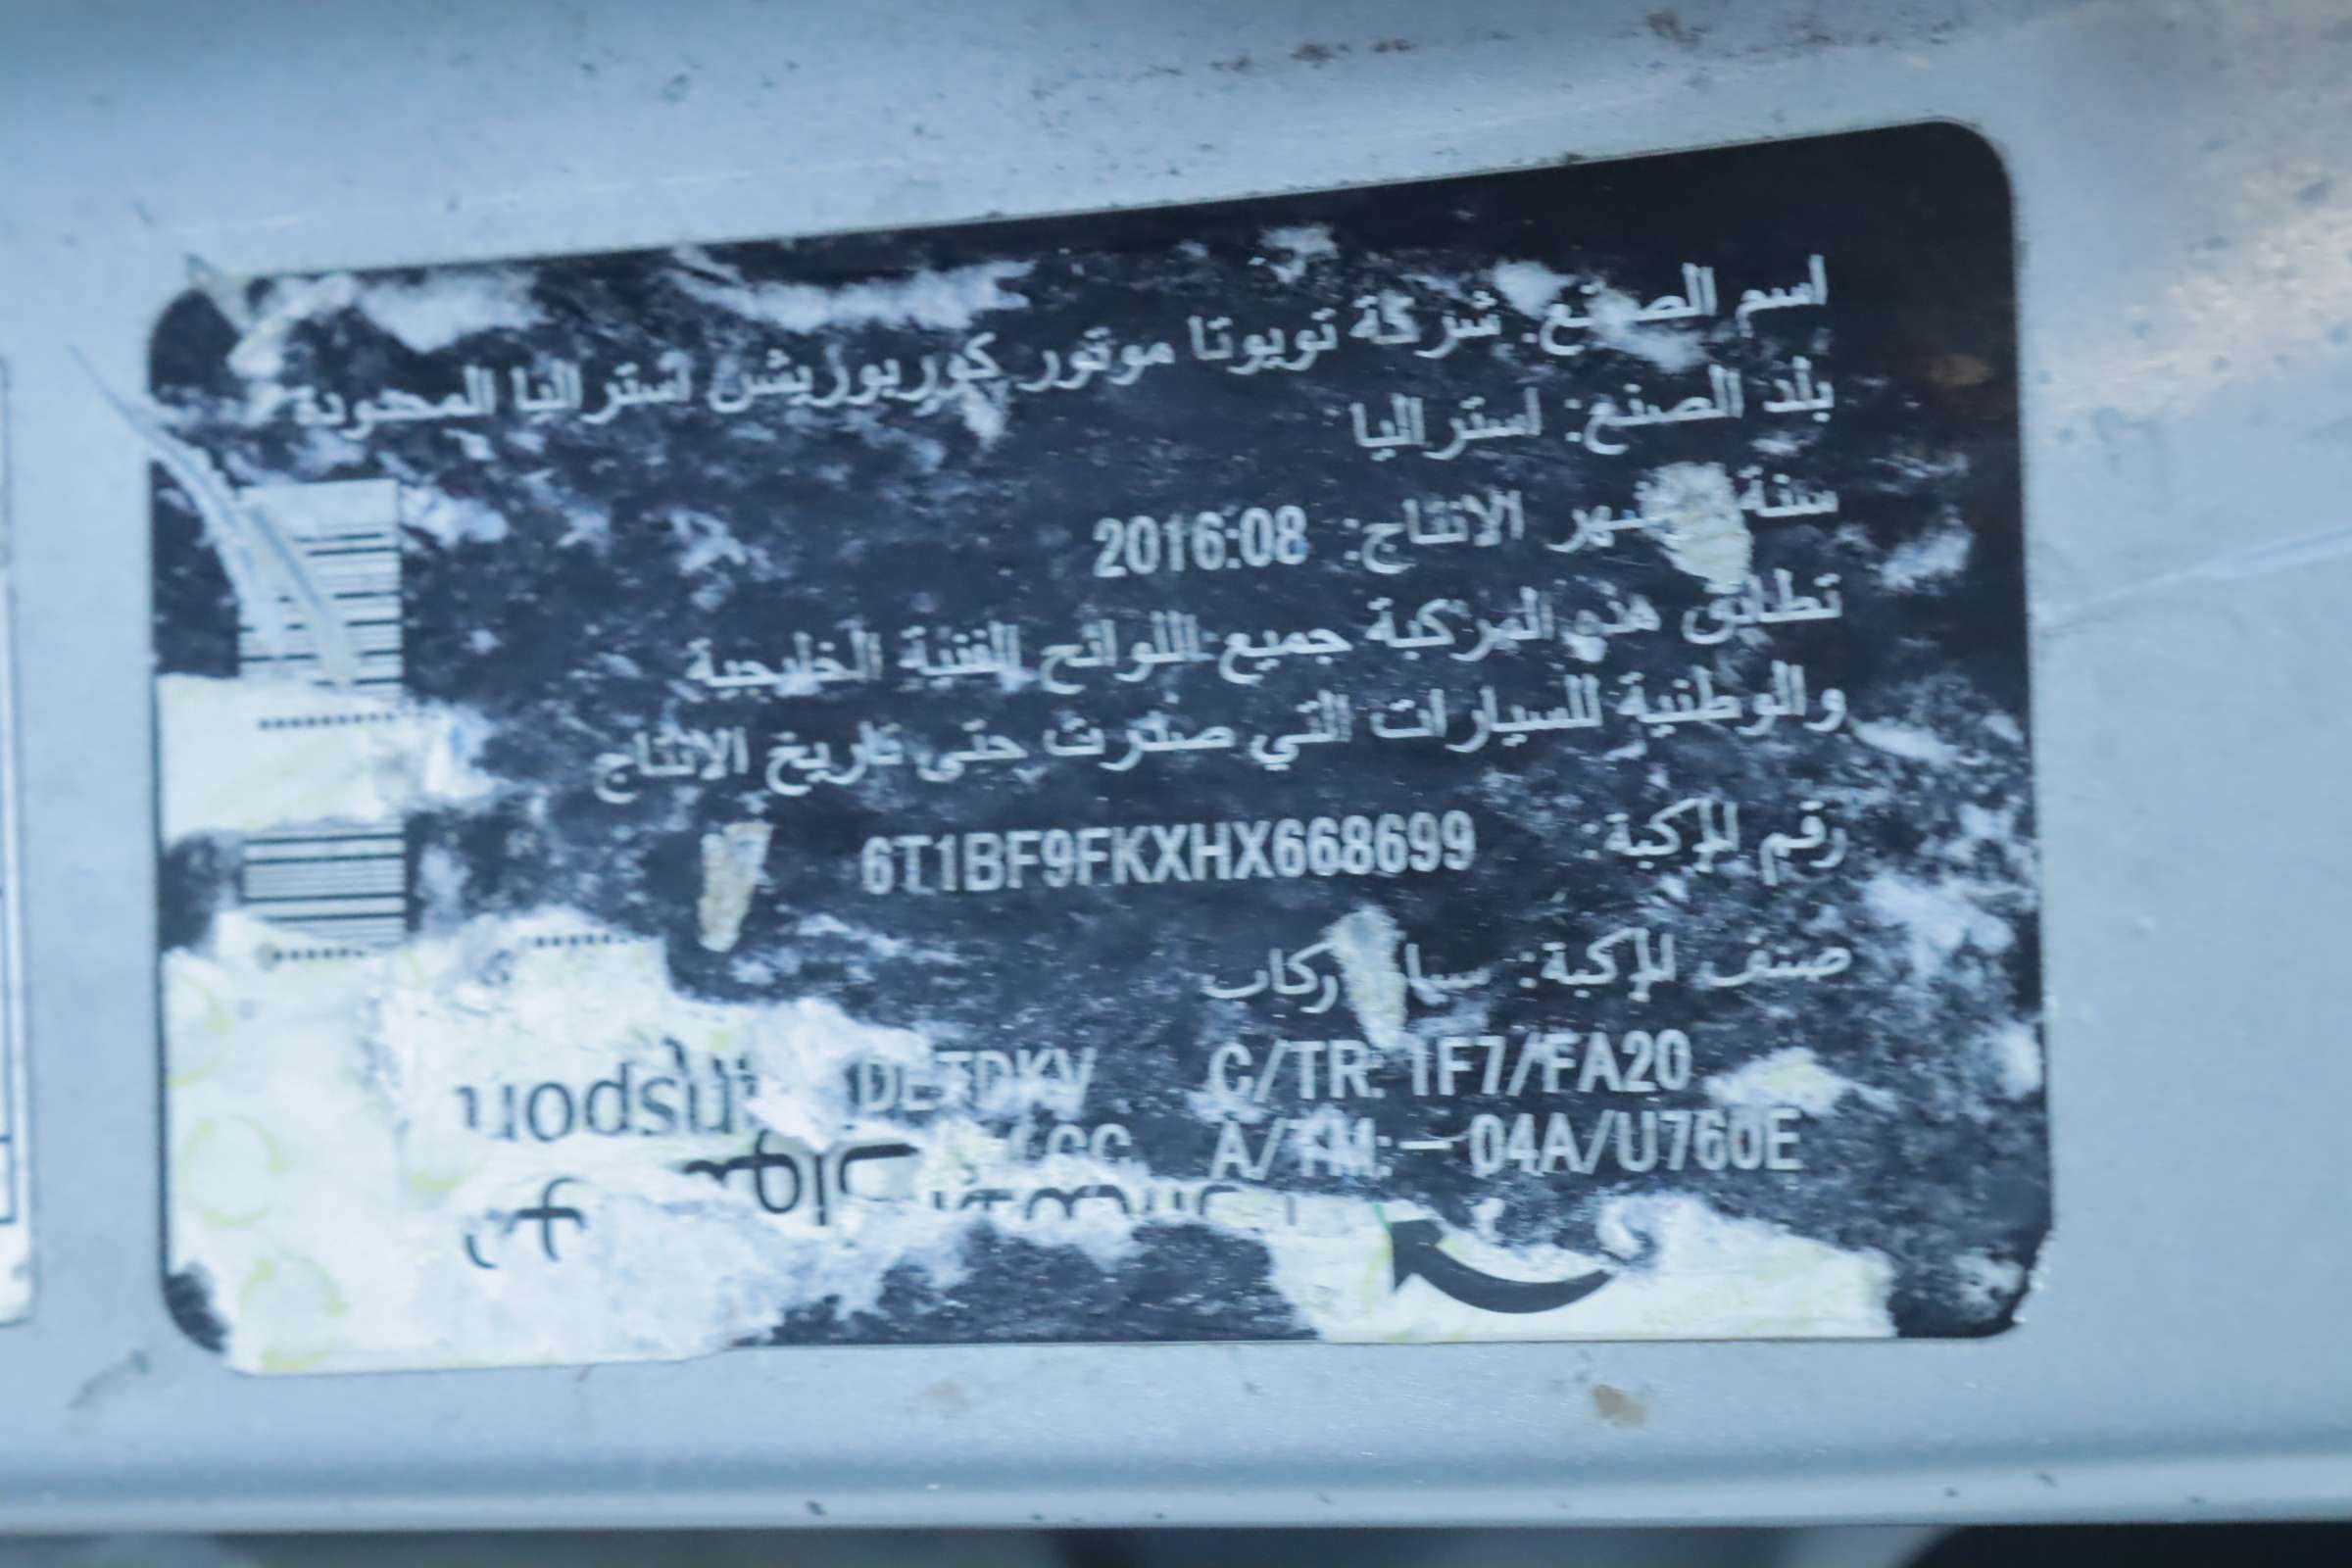 اسم الصانع: شركة تويوتا موتور كوربوريشن استراليا المحدودة
بلد الصنع: استراليا
سنة شهر الانتاج: 2016:08
تطابق هذه المركبة جميع اللوائح الفنية الخليجية
والوطنية للسيارات التي صدرت حتى تاريخ الانتاج
رقم المركبة: 6T1BF9FKXHX668699
صنف المركبة: سيا ركاب
C/TR: 1F7/FA20
A/TM: – 04A/U760E